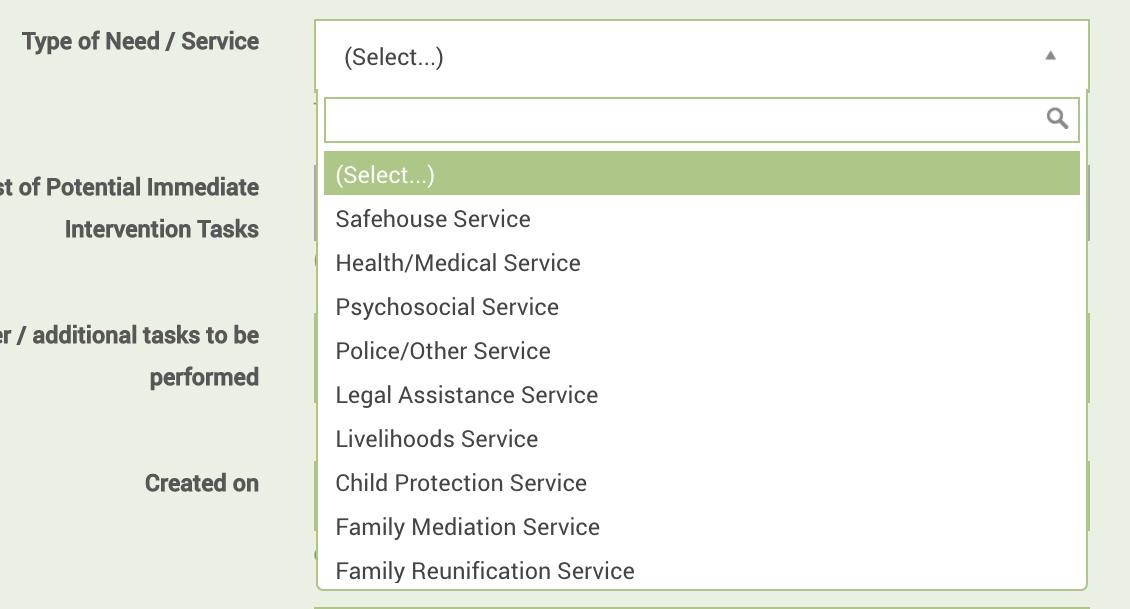 Type of Need / Service
(Select...)
(Select...)
Safehouse Service
Health/Medical Service
Psychosocial Service
Police/Other Service
Legal Assistance Service
Livelihoods Service
Child Protection Service
Family Mediation Service
Family Reunification Service
of Potential Immediate
Intervention Tasks
/ additional tasks to be
performed
Created on